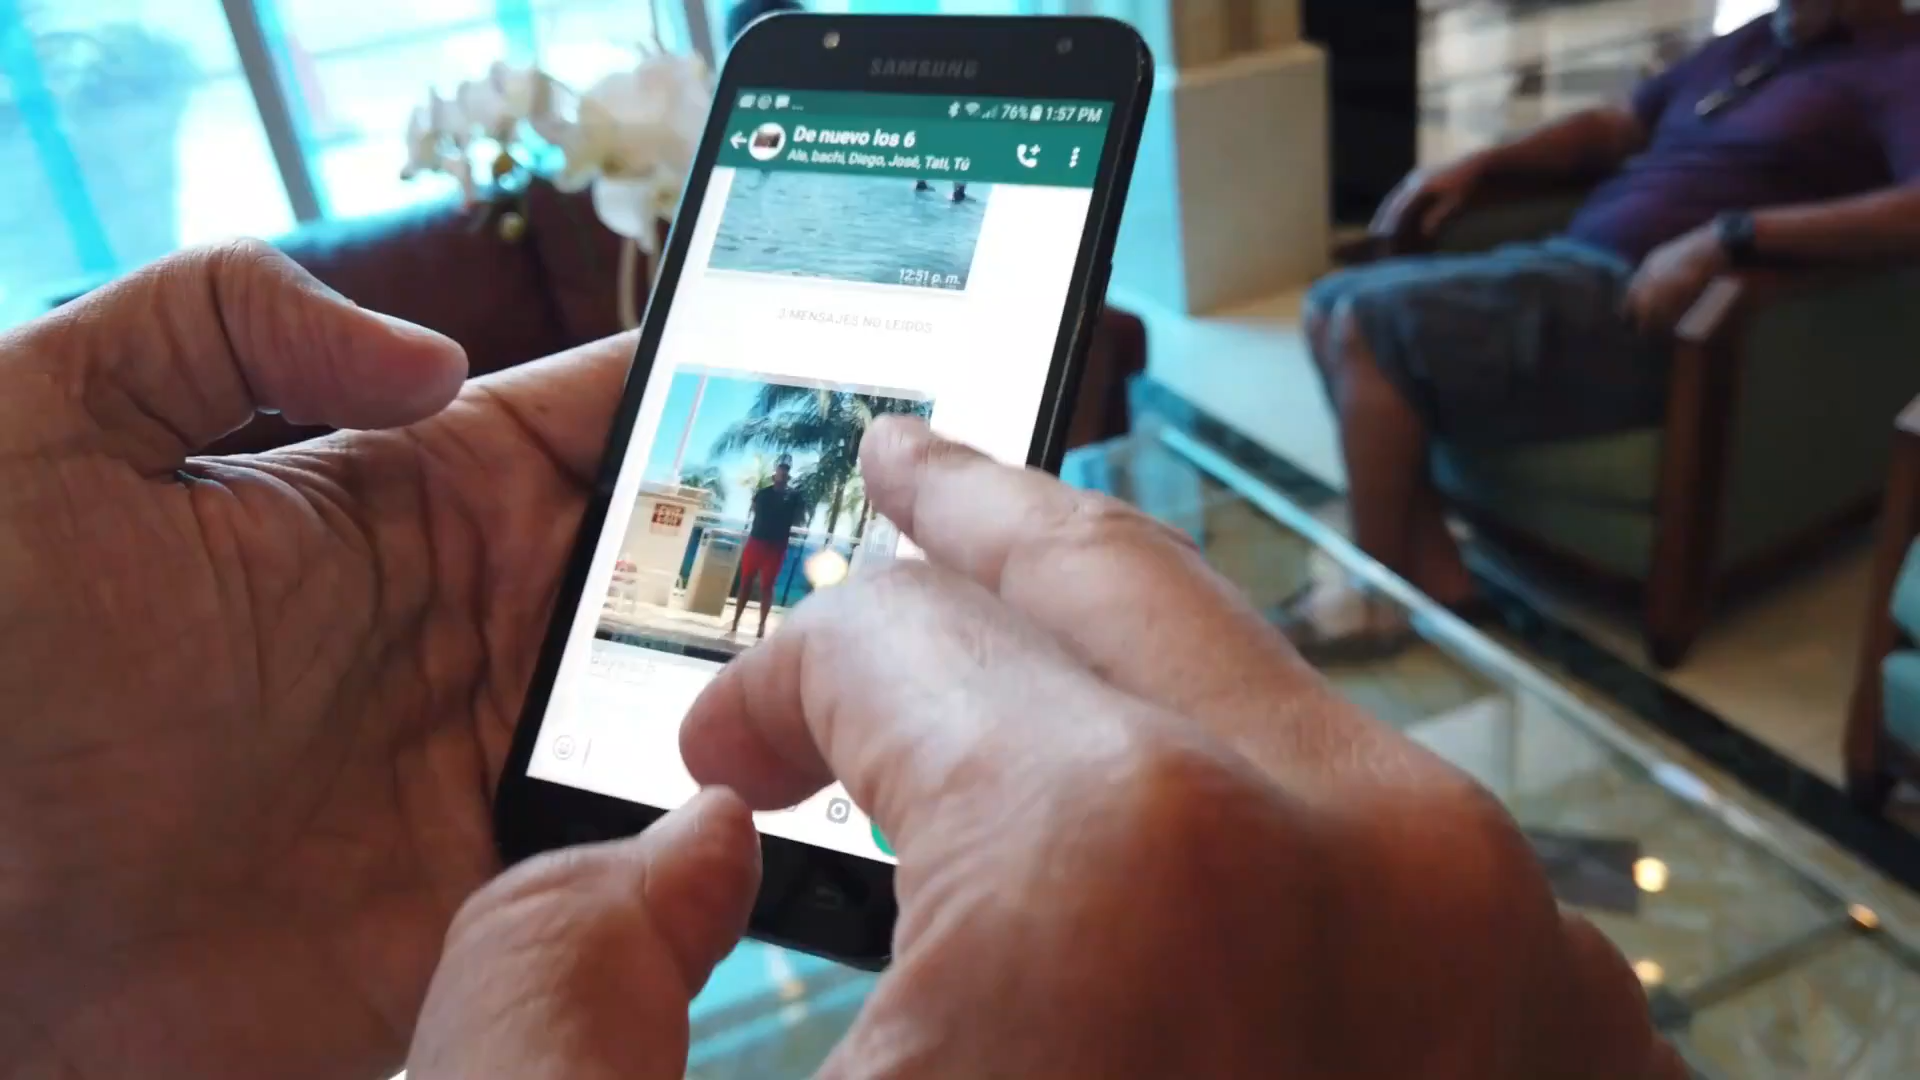 SAMSUNG
76% 1:57 PM
De nuevo los 6
Ale, bachi, Diego, José, Tati, Tú
12:51 p. m.
3 MENSAJES NO LEÍDOS